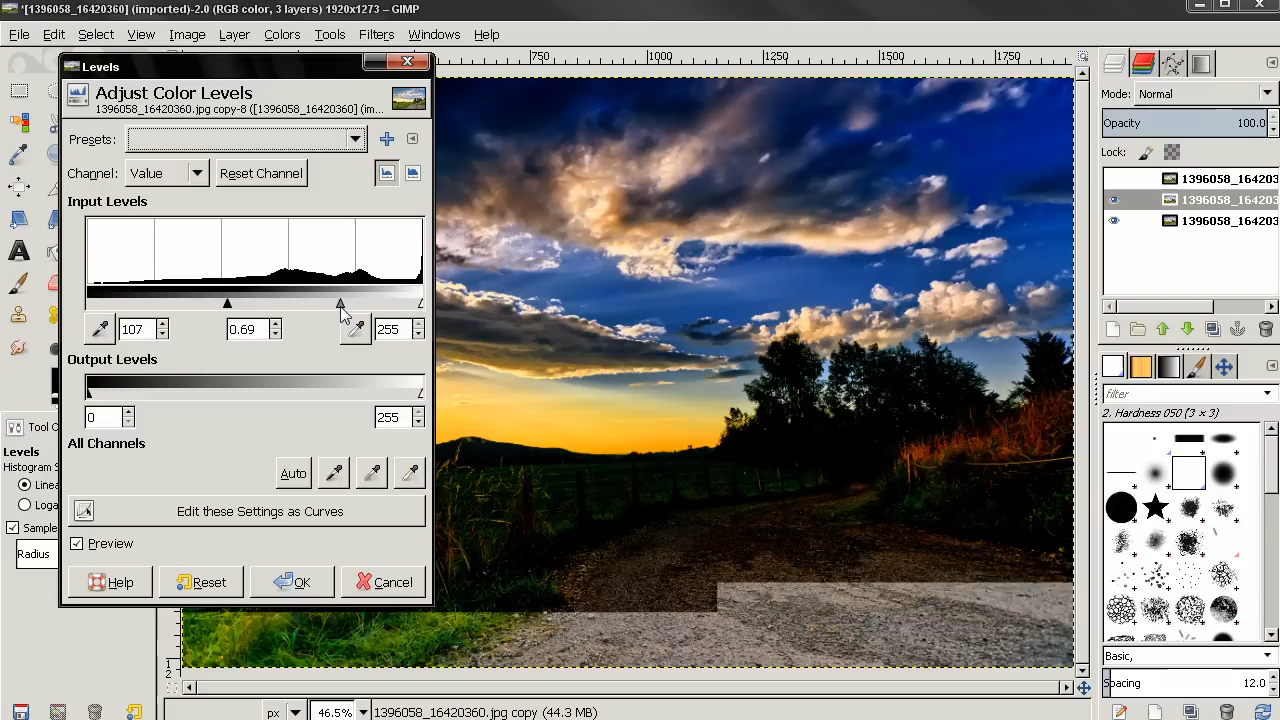 *[1396058_16420360] (imported)-2.0 (RGB color, 3 layers) 1920x1273 – GIMP
File Edit Select View Image Layer Colors Tools Filters Windows Help
Levels
750 1000 1250 1500 1750
Adjust Color Levels
1396058_16420360.jpg copy-8 ([1396058_16420360] (im...
Mode: Normal
Presets:
Opacity 100.0
Lock:
Channel: Value Reset Channel
1396058_164203
Input Levels
1396058_164203
1396058_164203
107 0.69 255
Output Levels
filter
2. Hardness 050 (3 × 3)
0 255
Tool O
All Channels
Levels
Histogram S
Auto
Linea
Loga
Edit these Settings as Curves
Sample
Preview
Radius
Help Reset OK Cancel
Basic,
1
2
Spacing 12.0
px 46.5% 1396058_16420360.jpg copy (44.3 MB)